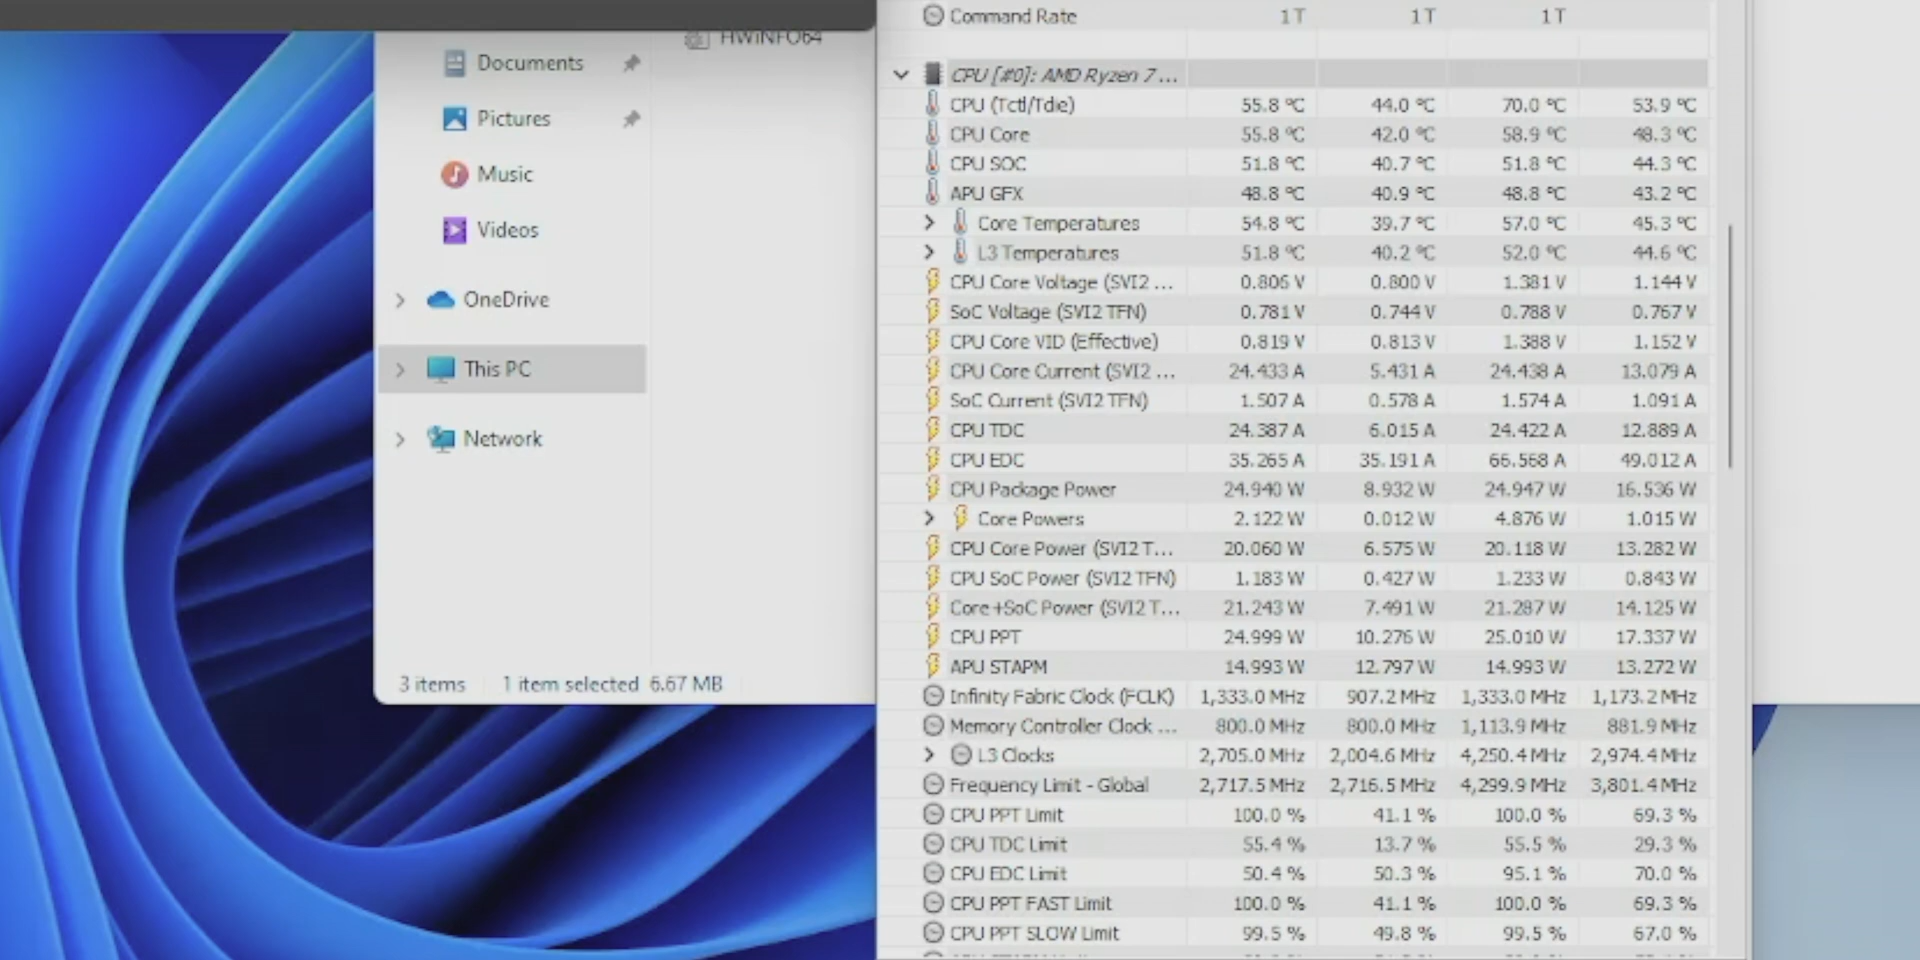 HWiNFO64
Documents
Pictures
Music
Videos
OneDrive
This PC
Network
3 items 1 item selected 6.67 MB
Command Rate 1 T 1 T 1 T
CPU [#0]: AMD Ryzen 7 ...
CPU (Tctl/Tdie) 55.8 °C 44.0 °C 70.0 °C 53.9 °C
CPU Core 55.8 °C 42.0 °C 58.9 °C 48.3 °C
CPU SOC 51.8 °C 40.7 °C 51.8 °C 44.3 °C
APU GFX 48.8 °C 40.9 °C 48.8 °C 43.2 °C
Core Temperatures 54.8 °C 39.7 °C 57.0 °C 45.3 °C
L3 Temperatures 51.8 °C 40.2 °C 52.0 °C 44.6 °C
CPU Core Voltage (SVI2 ... 0.806 V 0.800 V 1.381 V 1.144 V
SoC Voltage (SVI2 TFN) 0.781 V 0.744 V 0.788 V 0.767 V
CPU Core VID (Effective) 0.819 V 0.813 V 1.388 V 1.152 V
CPU Core Current (SVI2 ... 24.433 A 5.431 A 24.438 A 13.079 A
SoC Current (SVI2 TFN) 1.507 A 0.578 A 1.574 A 1.091 A
CPU TDC 24.387 A 6.015 A 24.422 A 12.889 A
CPU EDC 35.265 A 35.191 A 66.568 A 49.012 A
CPU Package Power 24.940 W 8.932 W 24.947 W 16.536 W
Core Powers 2.122 W 0.012 W 4.876 W 1.015 W
CPU Core Power (SVI2 T... 20.060 W 6.575 W 20.118 W 13.282 W
CPU SoC Power (SVI2 TFN) 1.183 W 0.427 W 1.233 W 0.843 W
Core+SoC Power (SVI2 T... 21.243 W 7.491 W 21.287 W 14.125 W
CPU PPT 24.999 W 10.276 W 25.010 W 17.337 W
APU STAPM 14.993 W 12.797 W 14.993 W 13.272 W
Infinity Fabric Clock (FCLK) 1,333.0 MHz 907.2 MHz 1,333.0 MHz 1,173.2 MHz
Memory Controller Clock ... 800.0 MHz 800.0 MHz 1,113.9 MHz 881.9 MHz
L3 Clocks 2,705.0 MHz 2,004.6 MHz 4,250.4 MHz 2,974.4 MHz
Frequency Limit - Global 2,717.5 MHz 2,716.5 MHz 4,299.9 MHz 3,801.4 MHz
CPU PPT Limit 100.0 % 41.1 % 100.0 % 69.3 %
CPU TDC Limit 55.4 % 13.7 % 55.5 % 29.3 %
CPU EDC Limit 50.4 % 50.3 % 95.1 % 70.0 %
CPU PPT FAST Limit 100.0 % 41.1 % 100.0 % 69.3 %
CPU PPT SLOW Limit 99.5 % 49.8 % 99.5 % 67.0 %